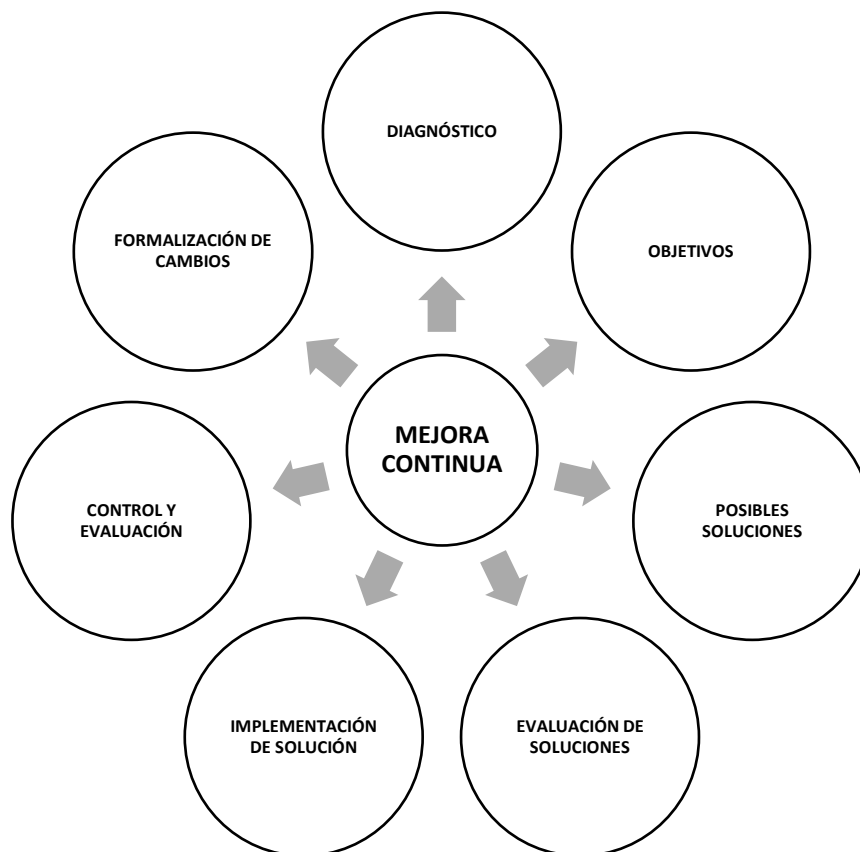 DIAGNÓSTICO
OBJETIVOS
POSIBLES
SOLUCIONES
EVALUACIÓN DE
SOLUCIONES
IMPLEMENTACIÓN
DE SOLUCIÓN
CONTROL Y
EVALUACIÓN
FORMALIZACIÓN DE
CAMBIOS
MEJORA
CONTINUA